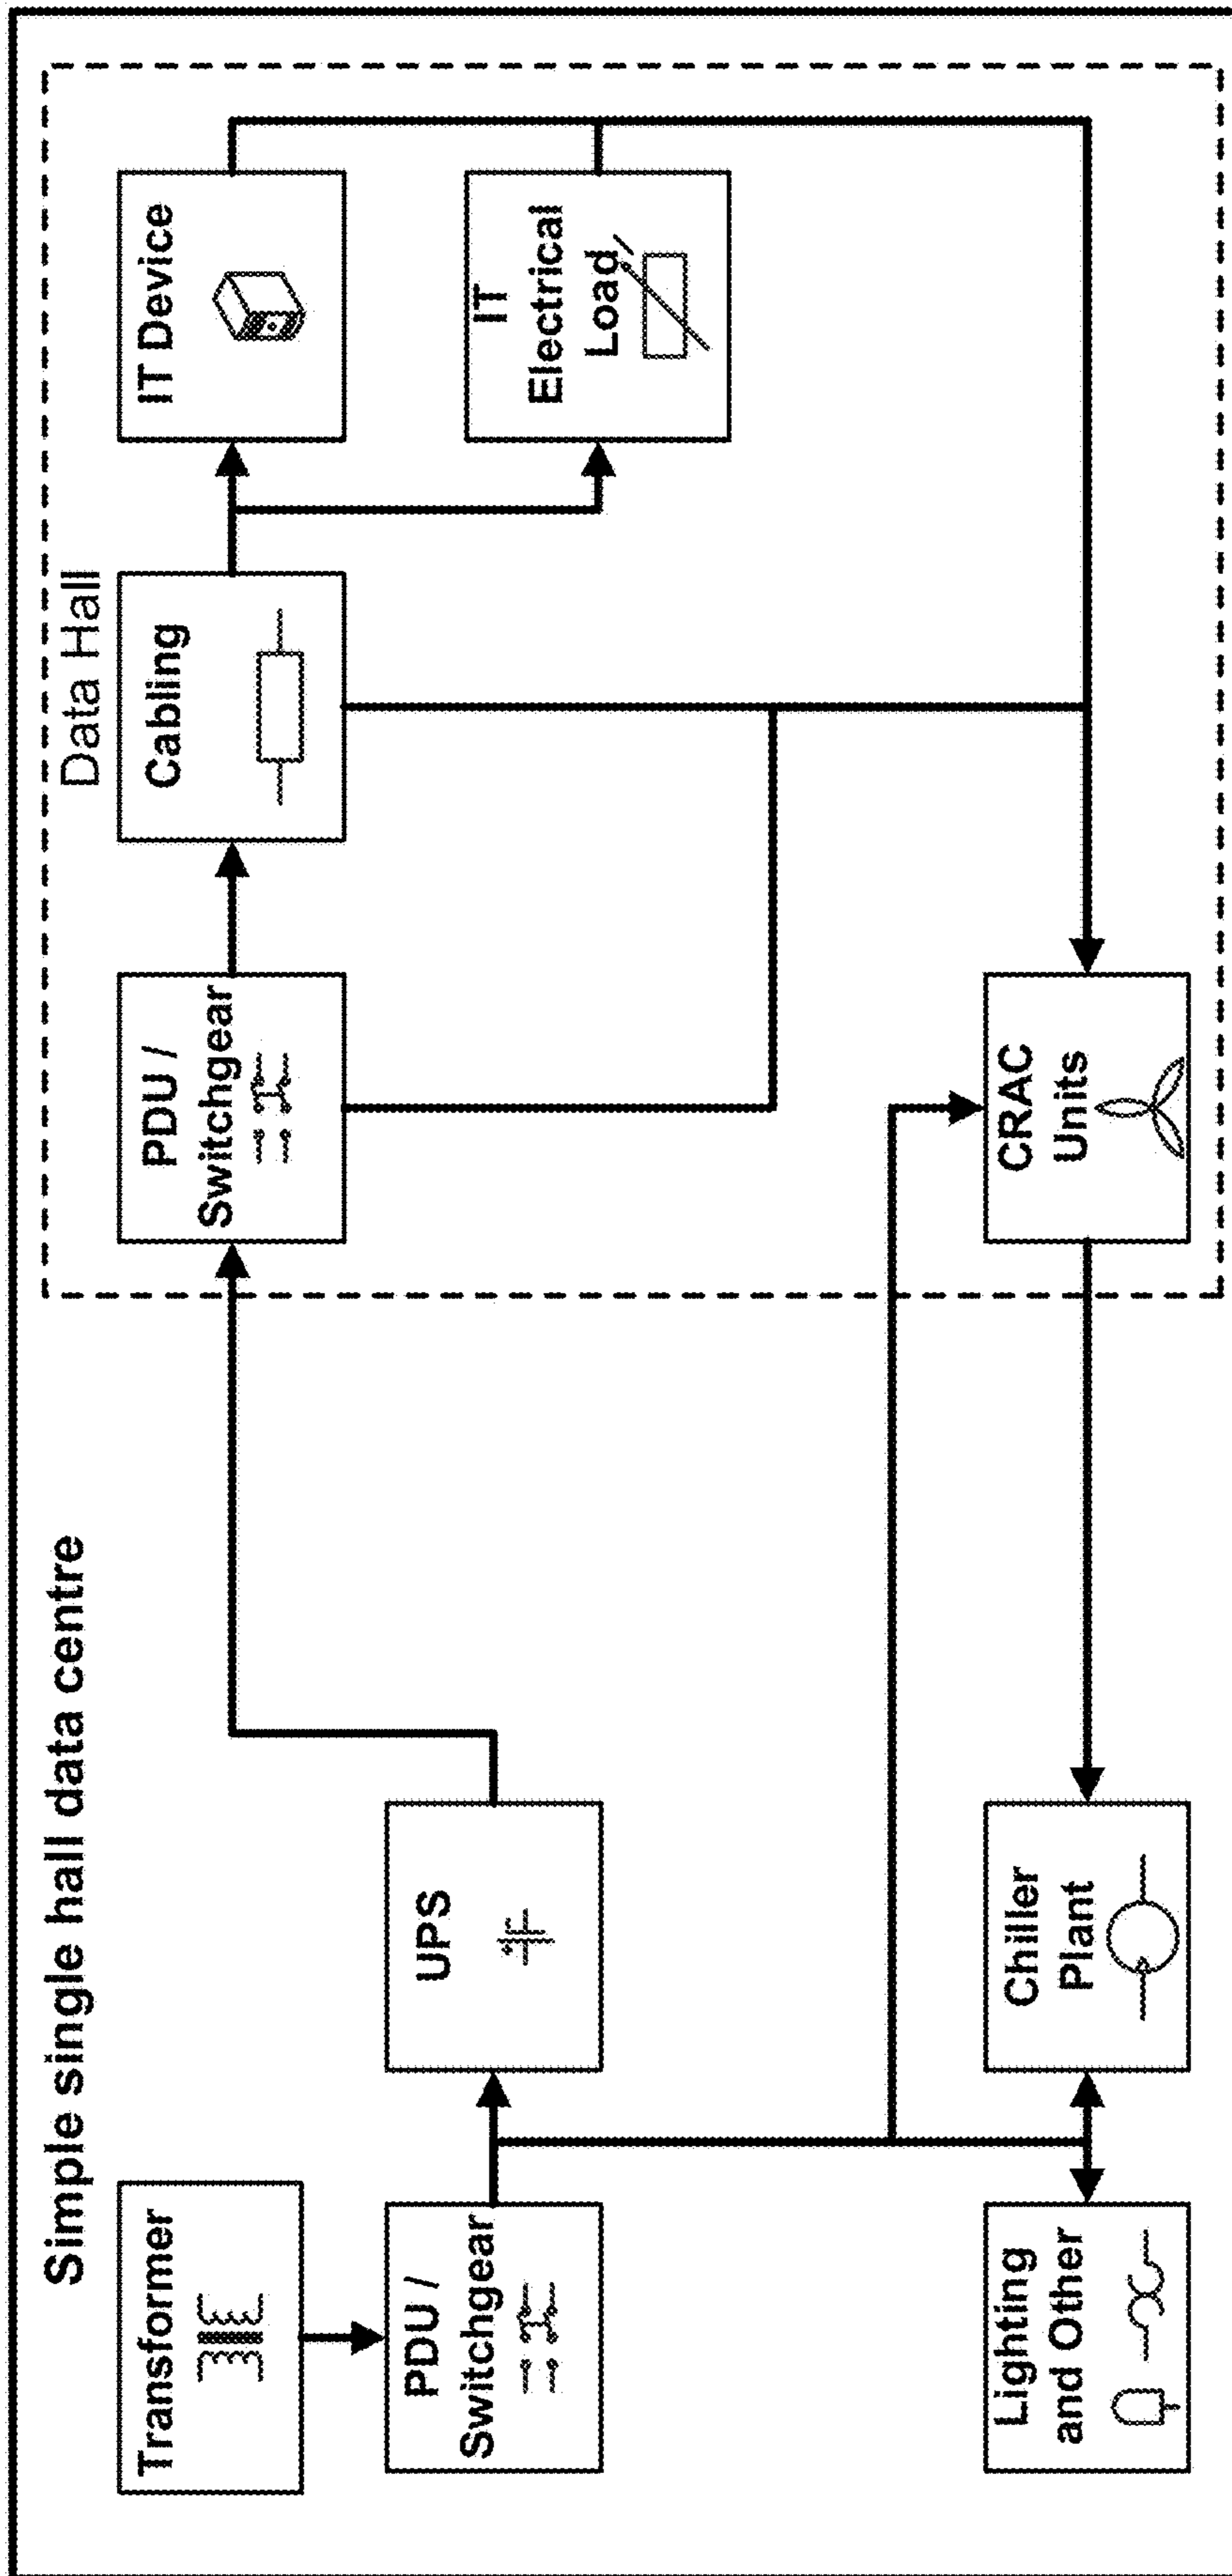 Simple single hall data centre
Transformer
PDU /
Switchgear
UPS
Lighting
and Other
Chiller
Plant
Data Hall
PDU /
Switchgear
Cabling
IT Device
IT
Electrical
Load
CRAC
Units